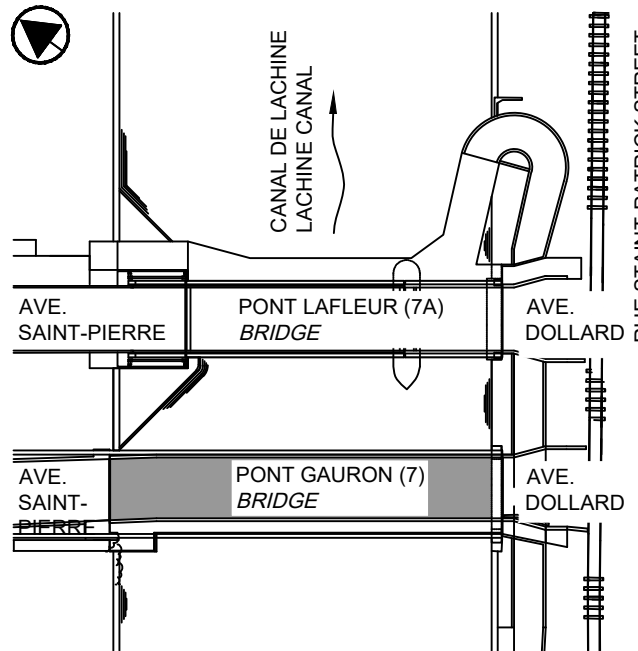 CANAL DE LACHINE
LACHINE CANAL
RUE STAINT-PATRICK STREET
AVE.
SAINT-PIERRE
PONT LAFLEUR (7A)
BRIDGE
AVE.
DOLLARD
AVE.
SAINT-
PIERRE
PONT GAURON (7)
BRIDGE
AVE.
DOLLARD